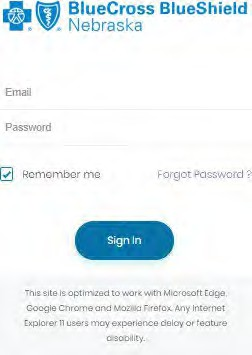 BlueCross BlueShield
Nebraska
Email
Password
Remember me Forgot Password ?
Sign In
This site is optimized to work with Microsoft Edge,
Google Chrome and Mozilla Firefox. Any Internet
Explorer 11 users may experience delay or feature
disability.